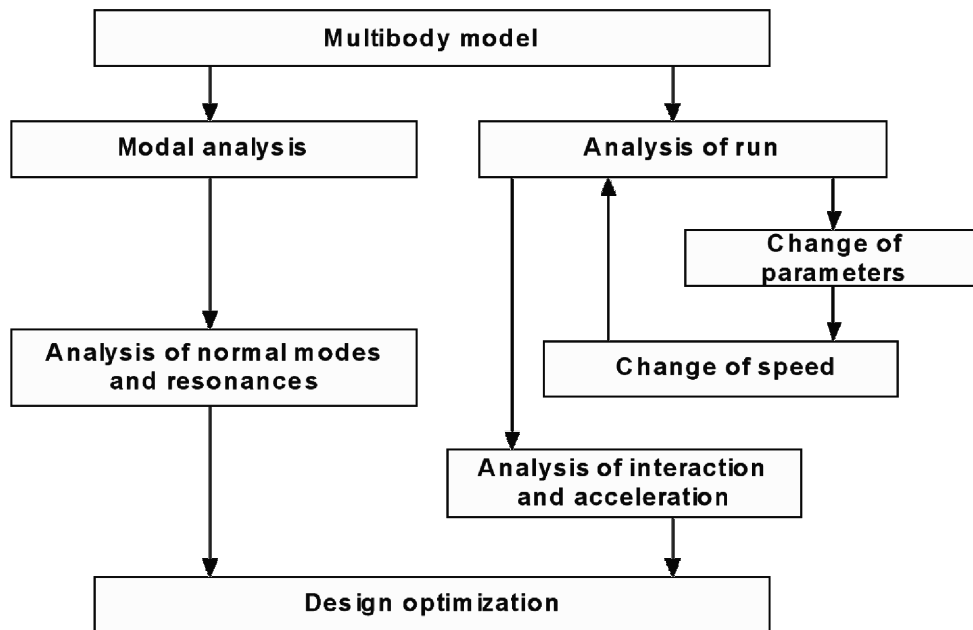 Multibody model
Modal analysis
Analysis of run
Change of
parameters
Analysis of normal modes
and resonances
Change of speed
Analysis of interaction
and acceleration
Design optimization